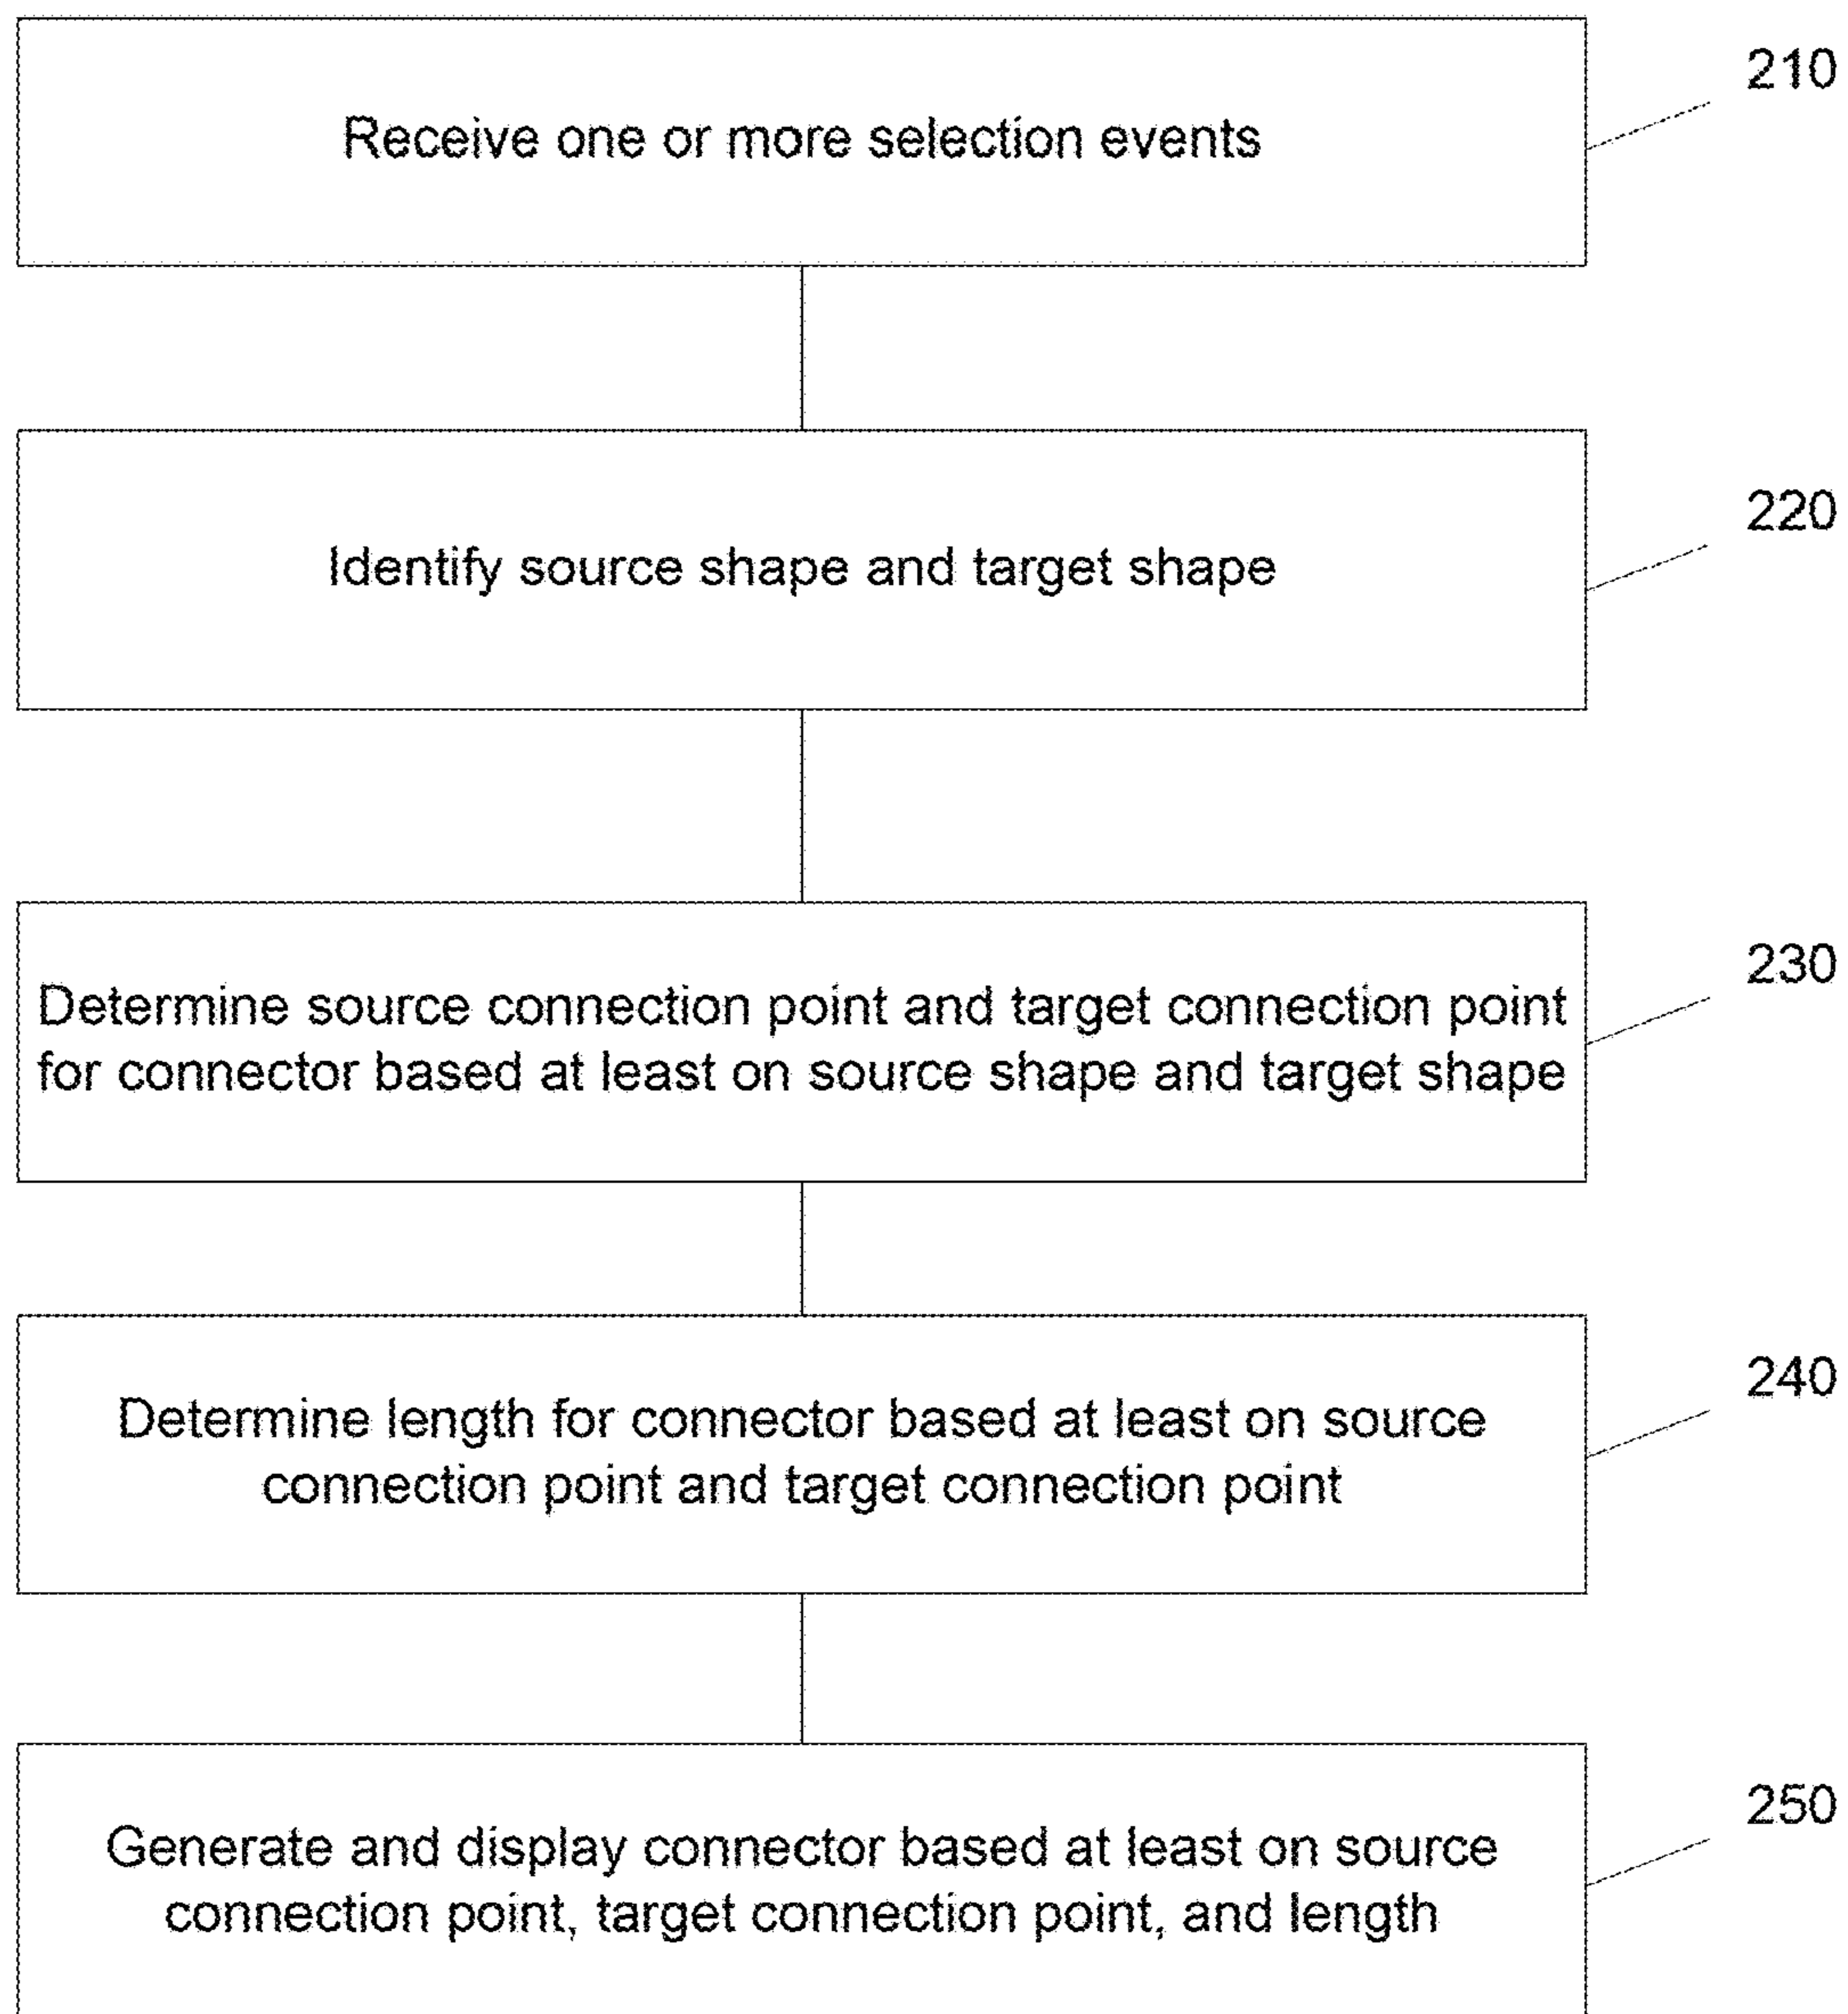 210
Receive one or more selection events
220
Identify source shape and target shape
230
Determine source connection point and target connection point
for connector based at least on source shape and target shape
240
Determine length for connector based at least on source
connection point and target connection point
250
Generate and display connector based at least on source
connection point, target connection point, and length